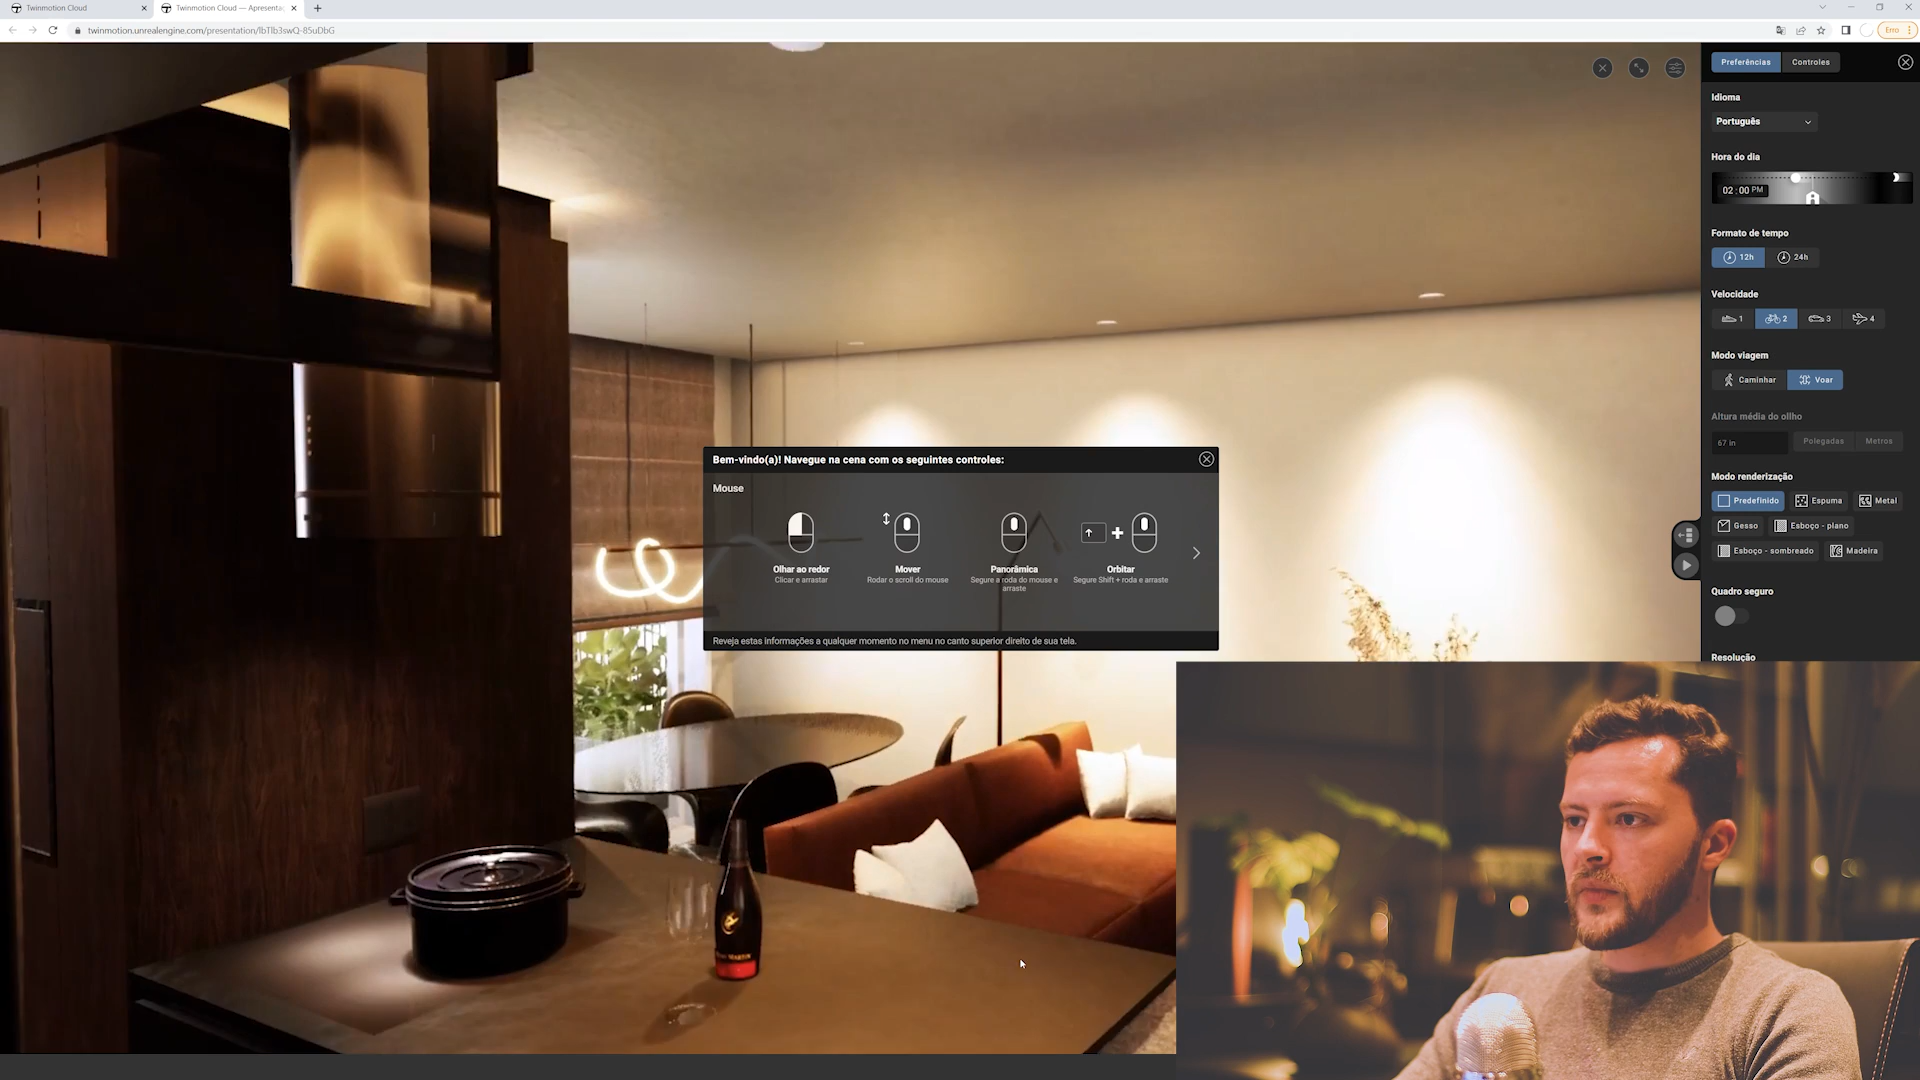 Twinmotion Cloud
Twinmotion Cloud — Apresenta
twinmotion.unrealengine.com/presentation/lbTlb3swQ-85uDbG
Erro
Preferências
Controles
Idioma
Português
Hora do dia
02 : 00 PM
Formato de tempo
12h
24h
Velocidade
1
2
3
4
Modo viagem
Caminhar
Voar
Altura média do ollho
67 in
Polegadas
Metros
Modo renderização
Predefinido
Espuma
Metal
Gesso
Esboço - plano
Esboço - sombreado
Madeira
Quadro seguro
Resolução
Bem-vindo(a)! Navegue na cena com os seguintes controles:
Mouse
Olhar ao redor
Clicar e arrastar
Mover
Rodar o scroll do mouse
Panorâmica
Segure a roda do mouse e
arraste
Orbitar
Segure Shift + roda e arraste
Reveja estas informações a qualquer momento no menu no canto superior direito de sua tela.
MARTIN